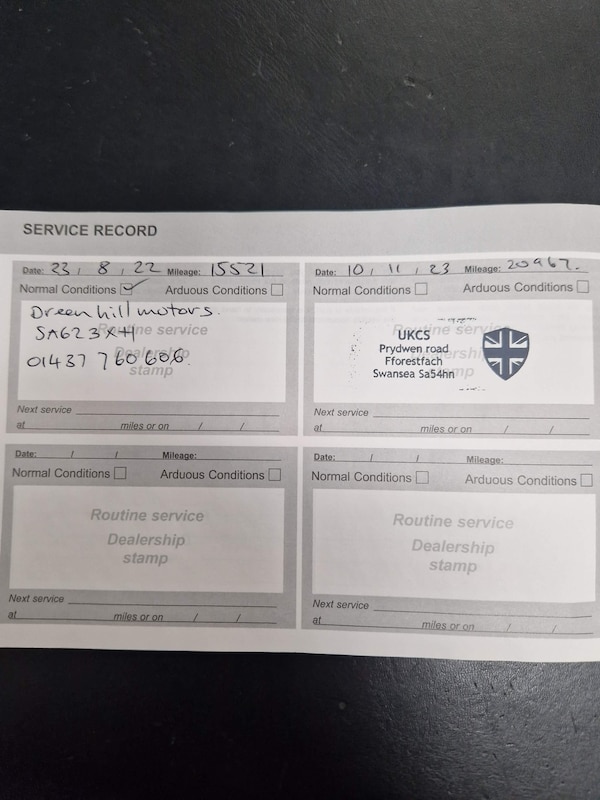 SERVICE RECORD
Date: 23, 8, 22 Mileage: 15521
Normal Conditions Arduous Conditions
Dreenhill motors.
SA623XH Routine service
01437 760606. Dealership
stamp
Next service
at miles or on / /
Date: 10, 11, 23 Mileage: 20967.
Normal Conditions Arduous Conditions
Routine service
UKCS
Prydwen road
Fforestfach
Swansea Sa54hn
Next service
at miles or on / /
Date: / / Mileage:
Normal Conditions Arduous Conditions
Routine service
Dealership
stamp
Next service
at miles or on / /
Date: / / Mileage:
Normal Conditions Arduous Conditions
Routine service
Dealership
stamp
Next service
at miles or on / /